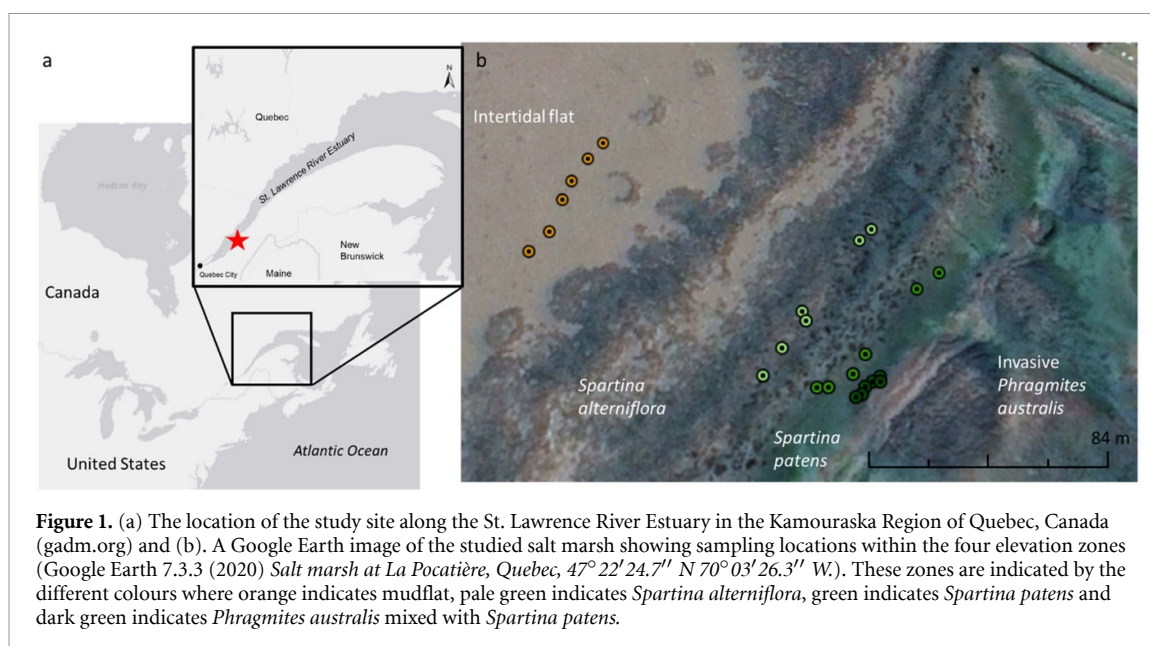 a
Hudson Bay
Canada
United States
Atlantic Ocean
N
Quebec
St. Lawrence River Estuary
New
Brunswick
Quebec City
Maine
b
Intertidal flat
Spartina
alterniflora
Spartina
patens
Invasive
Phragmites
australis
84 m
Figure 1. (a) The location of the study site along the St. Lawrence River Estuary in the Kamouraska Region of Quebec, Canada
(gadm.org) and (b). A Google Earth image of the studied salt marsh showing sampling locations within the four elevation zones
(Google Earth 7.3.3 (2020) Salt marsh at La Pocatière, Quebec, 47° 22′ 24.7′′ N 70° 03′ 26.3′′ W.). These zones are indicated by the
different colours where orange indicates mudflat, pale green indicates Spartina alterniflora, green indicates Spartina patens and
dark green indicates Phragmites australis mixed with Spartina patens.